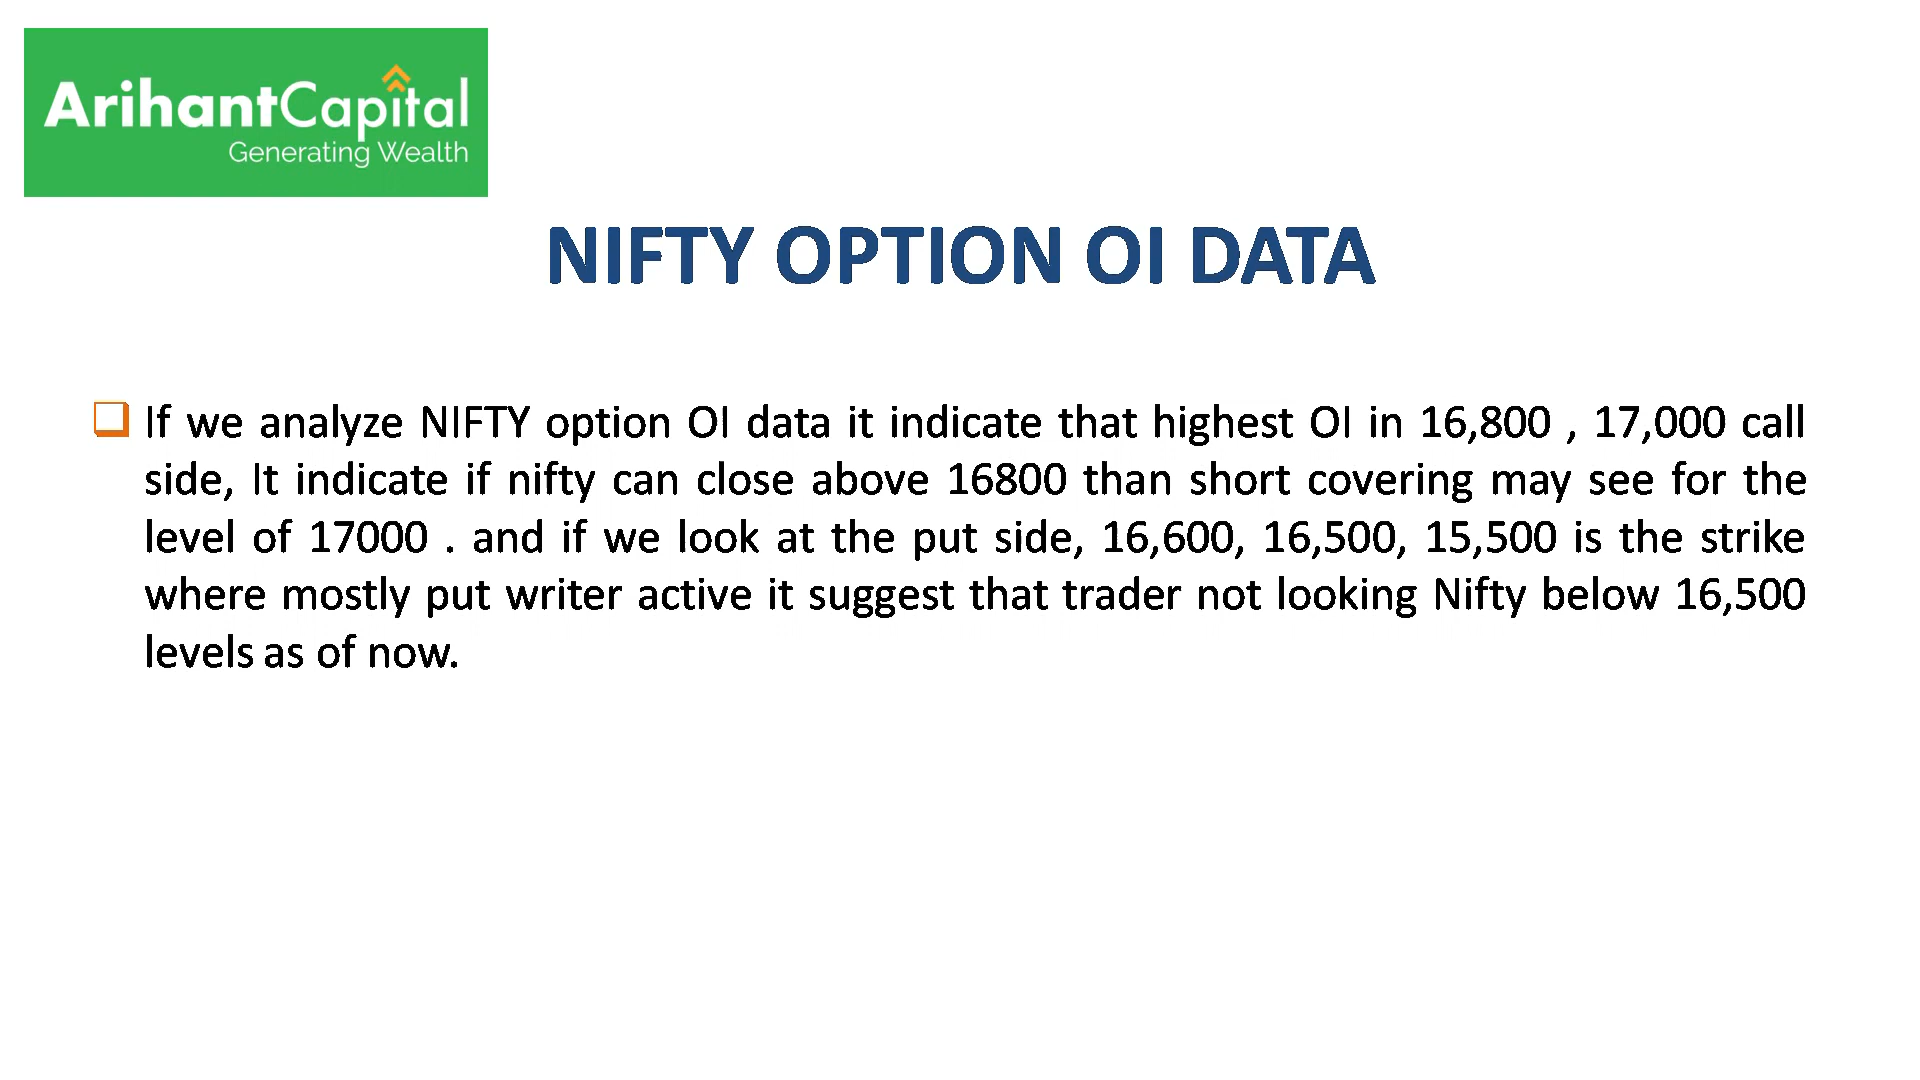 ArihantCapital
Generating Wealth
NIFTY OPTION OI DATA
If we analyze NIFTY option OI data it indicate that highest OI in 16,800 , 17,000 call
side, It indicate if nifty can close above 16800 than short covering may see for the
level of 17000 . and if we look at the put side, 16,600, 16,500, 15,500 is the strike
where mostly put writer active it suggest that trader not looking Nifty below 16,500
levels as of now.